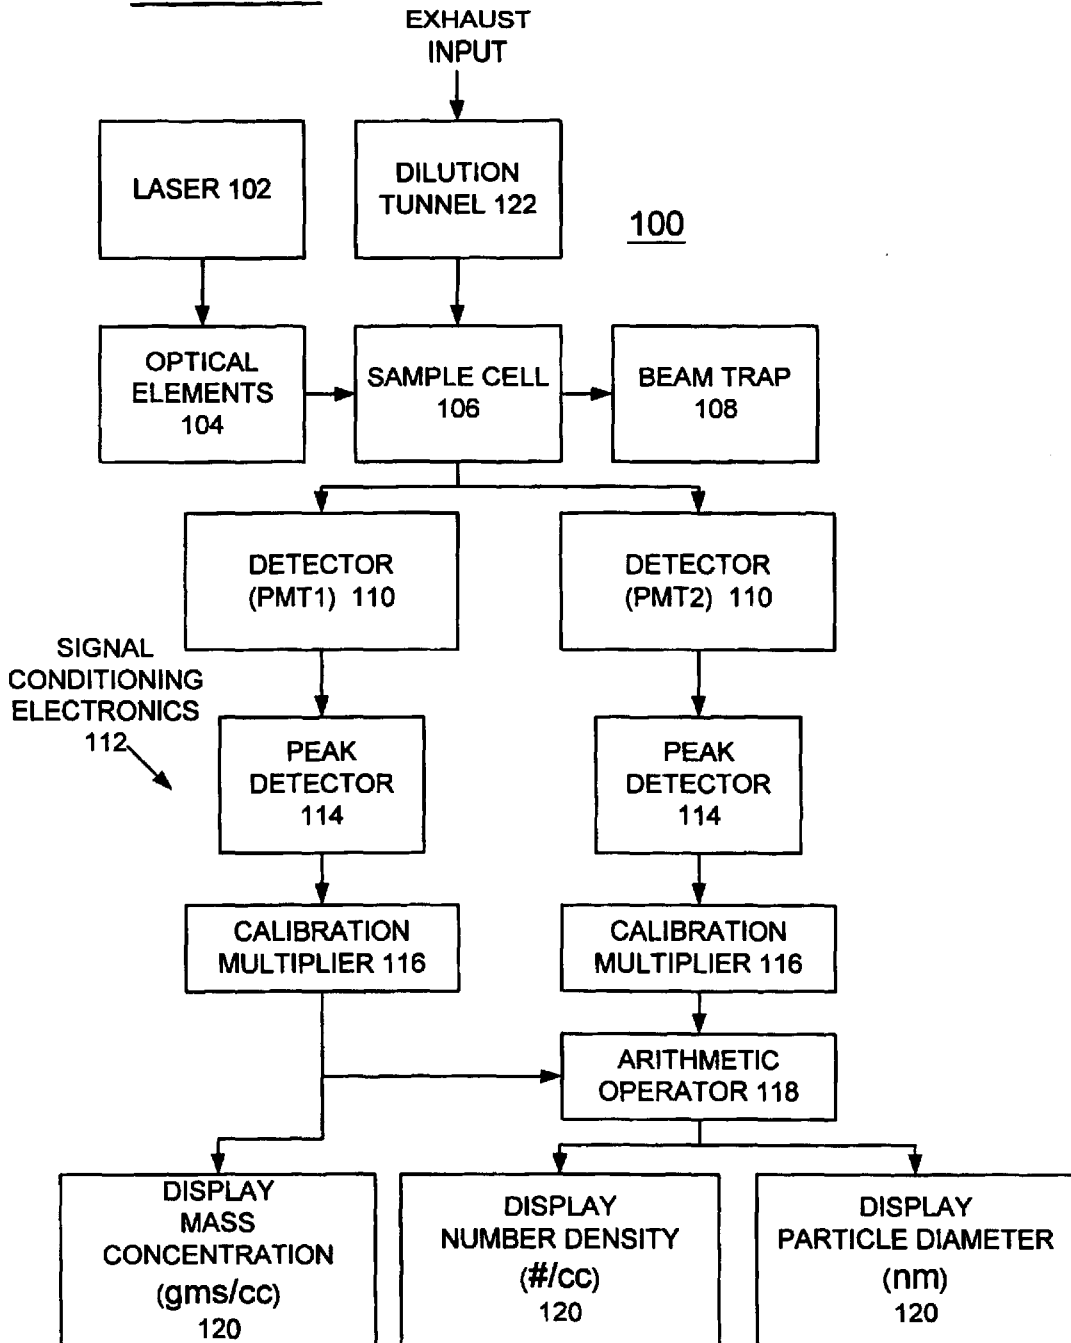 EXHAUST
INPUT
LASER 102
DILUTION
TUNNEL 122
100
OPTICAL
ELEMENTS
104
SAMPLE CELL
106
BEAM TRAP
108
DETECTOR
(PMT1) 110
DETECTOR
(PMT2) 110
SIGNAL
CONDITIONING
ELECTRONICS
112
PEAK
DETECTOR
114
PEAK
DETECTOR
114
CALIBRATION
MULTIPLIER 116
CALIBRATION
MULTIPLIER 116
ARITHMETIC
OPERATOR 118
DISPLAY
MASS
CONCENTRATION
(gms/cc)
120
DISPLAY
NUMBER DENSITY
(#/cc)
120
DISPLAY
PARTICLE DIAMETER
(nm)
120